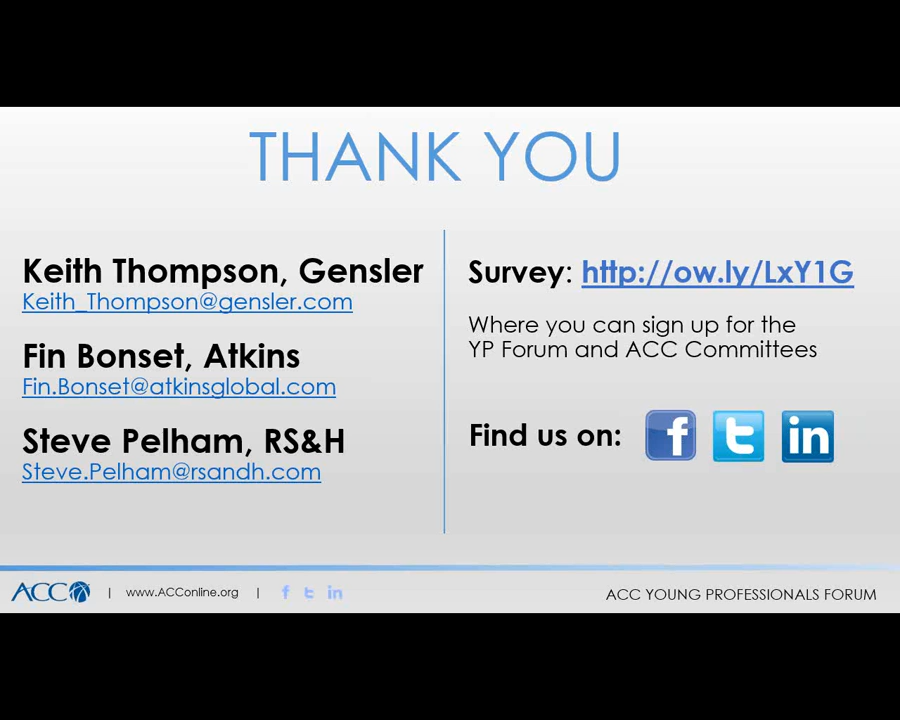 THANK YOU
Keith Thompson, Gensler
Keith_Thompson@gensler.com
Fin Bonset, Atkins
Fin.Bonset@atkinsglobal.com
Steve Pelham, RS&H
Steve.Pelham@rsandh.com
Survey: http://ow.ly/LxY1G
Where you can sign up for the
YP Forum and ACC Committees
Find us on:
ACC | www.ACConline.org |
ACC YOUNG PROFESSIONALS FORUM